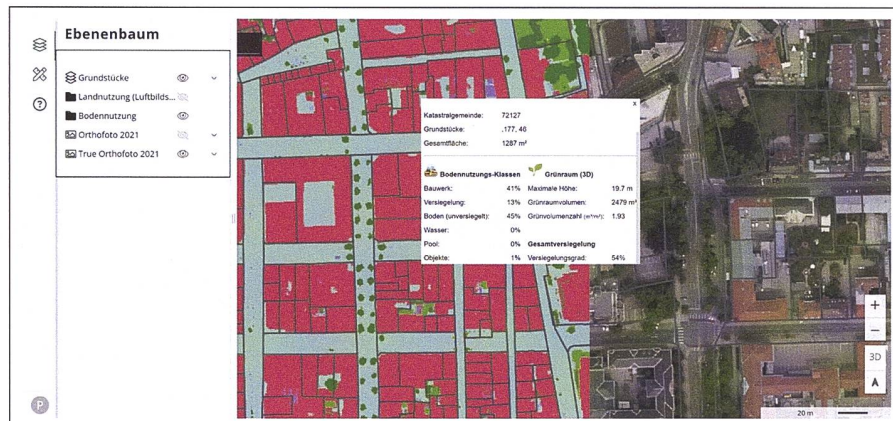 Ebenenbaum
Grundstücke
Landnutzung (Luftbilds...
Bodennutzung
Orthofoto 2021
True Orthofoto 2021
?
P
x
Katastralgemeinde: 72127
Grundstücke: .177, 46
Gesamtfläche: 1287 m²
Bodennutzungs-Klassen Grünraum (3D)
Bauwerk: 41% Maximale Höhe: 19.7 m
Versiegelung: 13% Grünraumvolumen: 2479 m³
Boden (unversiegelt): 45% Grünvolumenzahl (m³/m²): 1.93
Wasser: 0%
Pool: 0% Gesamtversiegelung
Objekte: 1% Versiegelungsgrad: 54%
+
−
3D
20 m